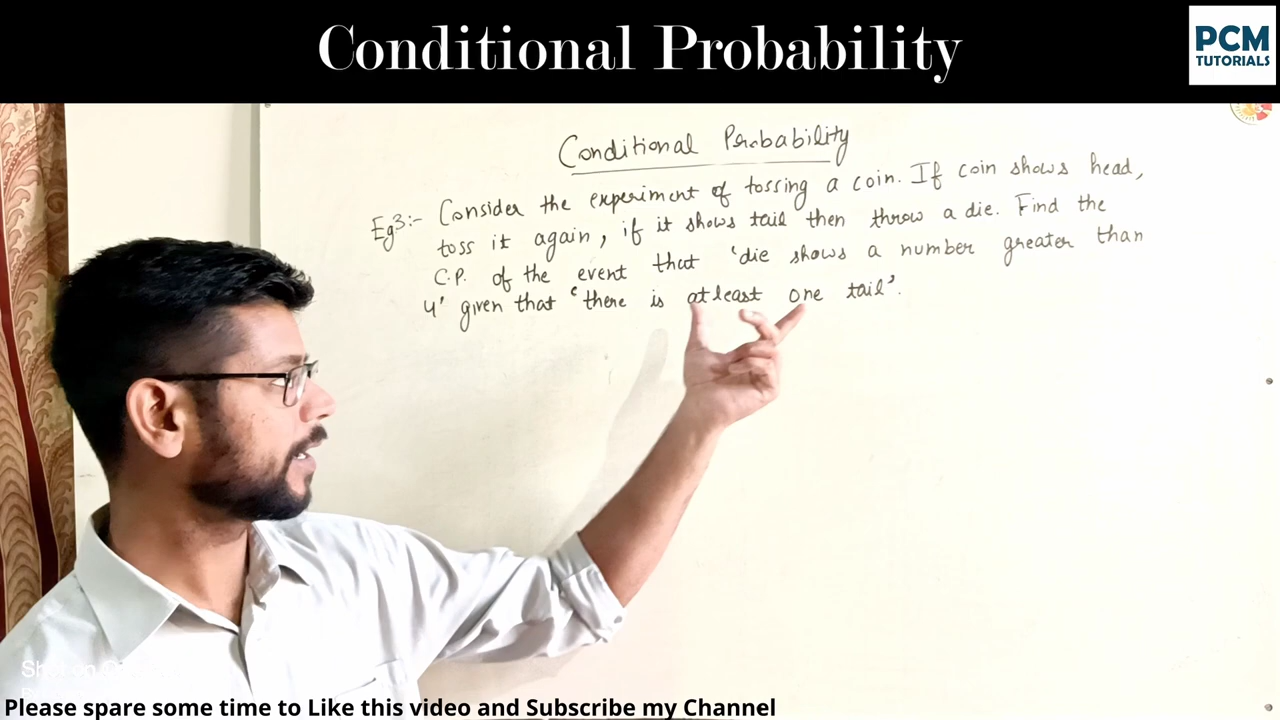 Conditional Probability
PCM
TUTORIALS
Conditional Probability
Eg3:- Consider the experiment of tossing a coin. If coin shows head,
toss it again, if it shows tail then throw a die. Find the
C.P. of the event that 'die shows a number greater than
4' given that 'there is atleast one tail'.
Shot on
Please spare some time to Like this video and Subscribe my Channel